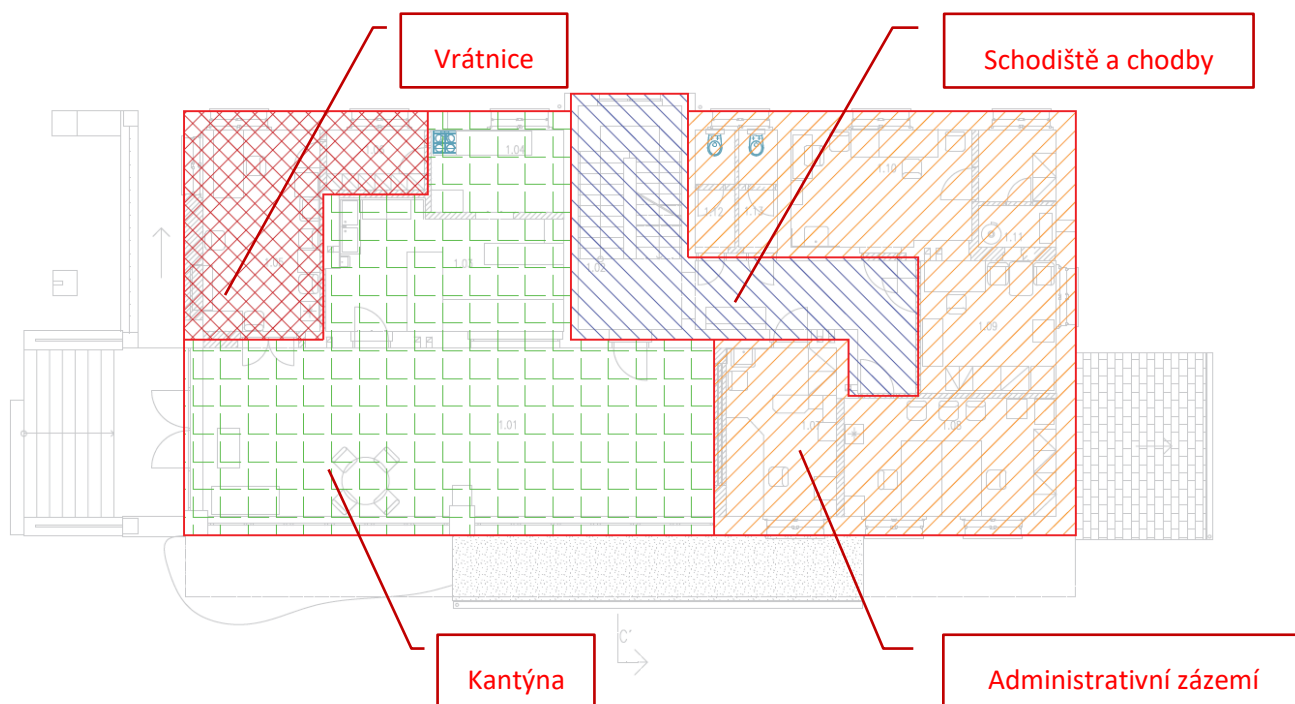 Vrátnice
Schodiště a chodby
1.04
1.10
1.12
1.13
1.11
1.02
1.03
1.09
1.01
1.07
1.08
C'
Kantýna
Administrativní zázemí